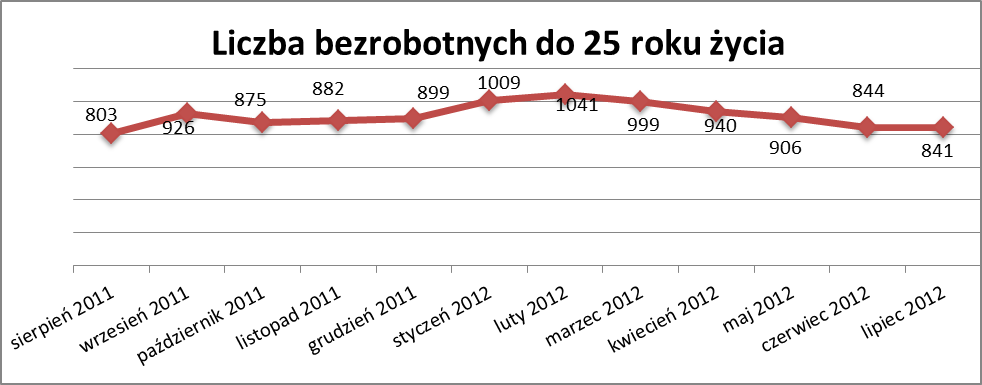 Liczba bezrobotnych do 25 roku życia
803
926
875
882
899
1009
1041
999
940
906
844
841
sierpień 2011
wrzesień 2011
październik 2011
listopad 2011
grudzień 2011
styczeń 2012
luty 2012
marzec 2012
kwiecień 2012
maj 2012
czerwiec 2012
lipiec 2012